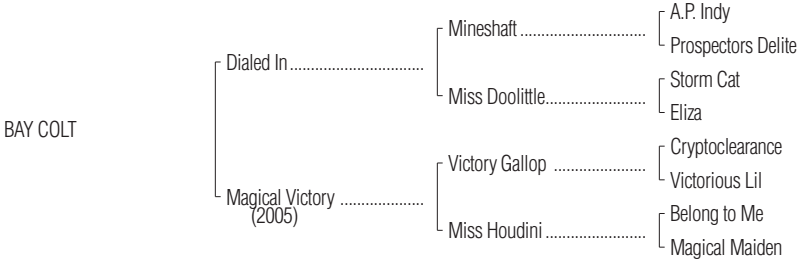 A.P. Indy
Mineshaft ..............................
Prospectors Delite
Dialed In ................................
Storm Cat
Miss Doolittle........................
Eliza
BAY COLT
Cryptoclearance
Victory Gallop ......................
Victorious Lil
Magical Victory ....................
(2005)
Belong to Me
Miss Houdini ........................
Magical Maiden